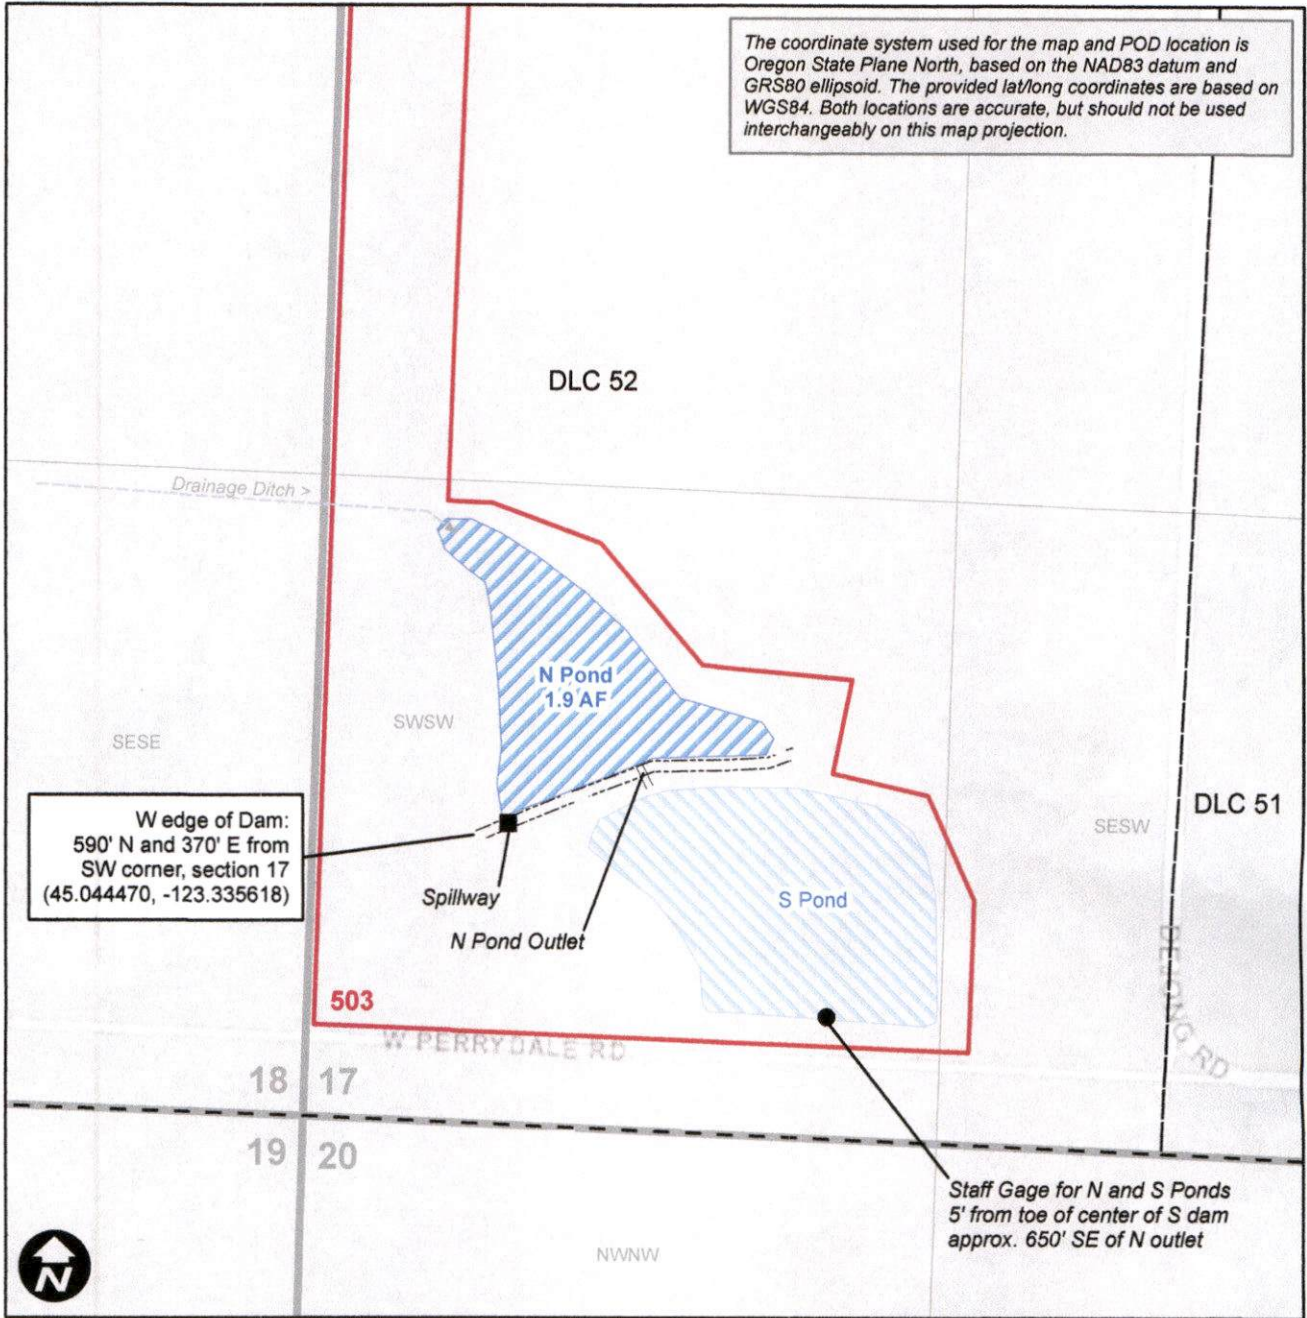 The coordinate system used for the map and POD location is
Oregon State Plane North, based on the NAD83 datum and
GRS80 ellipsoid. The provided lat/long coordinates are based on
WGS84. Both locations are accurate, but should not be used
interchangeably on this map projection.
DLC 52
Drainage Ditch >
N Pond
1.9 AF
SWSW
SESE
W edge of Dam:
590' N and 370' E from
SW corner, section 17
(45.044470, -123.335618)
DLC 51
SESW
Spillway
S Pond
N Pond Outlet
503
W PERRYDALE RD
DEJONG RD
18 17
19 20
Staff Gage for N and S Ponds
5' from toe of center of S dam
approx. 650' SE of N outlet
NWNW
N